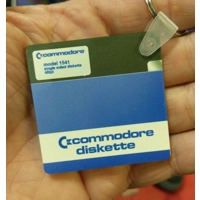 commodore
model 1541
single sided diskette
commodore
diskette